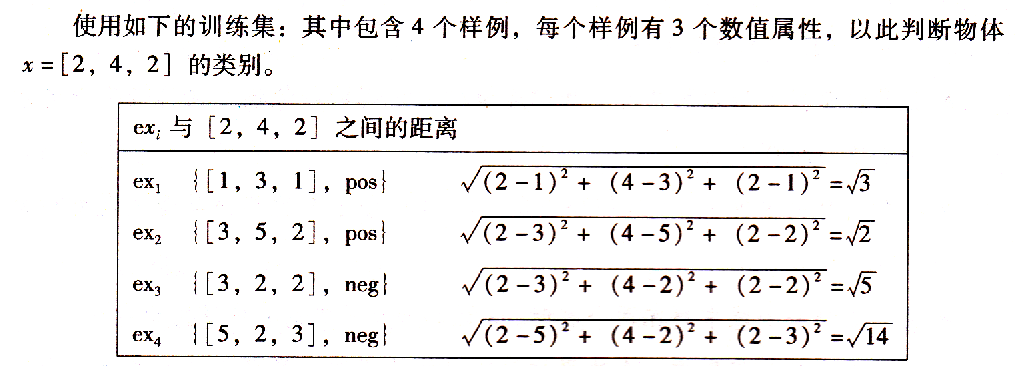 使用如下的训练集：其中包含 4 个样例，每个样例有 3 个数值属性，以此判断物体
x = [2, 4, 2] 的类别。
exᵢ 与 [2, 4, 2] 之间的距离
ex₁ {[1, 3, 1], pos} √((2-1)² + (4-3)² + (2-1)²) = √3
ex₂ {[3, 5, 2], pos} √((2-3)² + (4-5)² + (2-2)²) = √2
ex₃ {[3, 2, 2], neg} √((2-3)² + (4-2)² + (2-2)²) = √5
ex₄ {[5, 2, 3], neg} √((2-5)² + (4-2)² + (2-3)²) = √14